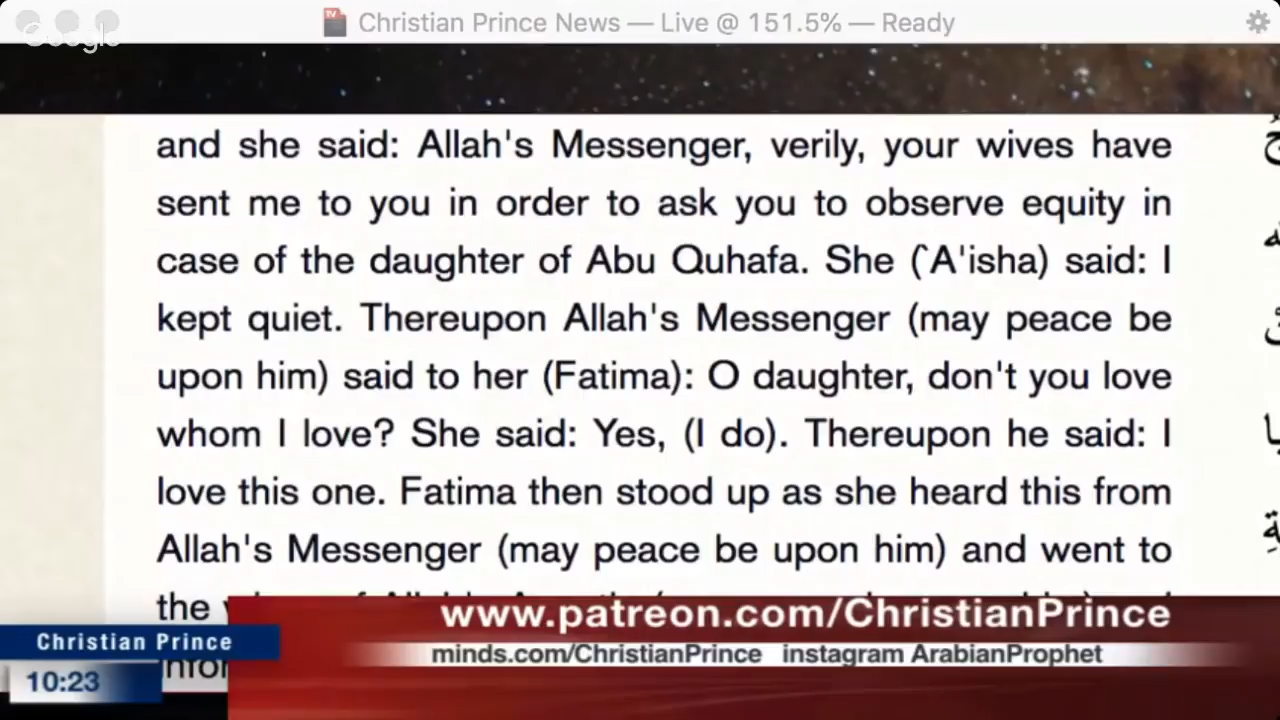 Christian Prince News — Live @ 151.5% — Ready
Google
and she said: Allah's Messenger, verily, your wives have
sent me to you in order to ask you to observe equity in
case of the daughter of Abu Quhafa. She (`A'isha) said: I
kept quiet. Thereupon Allah's Messenger (may peace be
upon him) said to her (Fatima): O daughter, don't you love
whom I love? She said: Yes, (I do). Thereupon he said: I
love this one. Fatima then stood up as she heard this from
Allah's Messenger (may peace be upon him) and went to
the
www.patreon.com/ChristianPrince
Christian Prince
minds.com/ChristianPrince instagram ArabianProphet
10:23